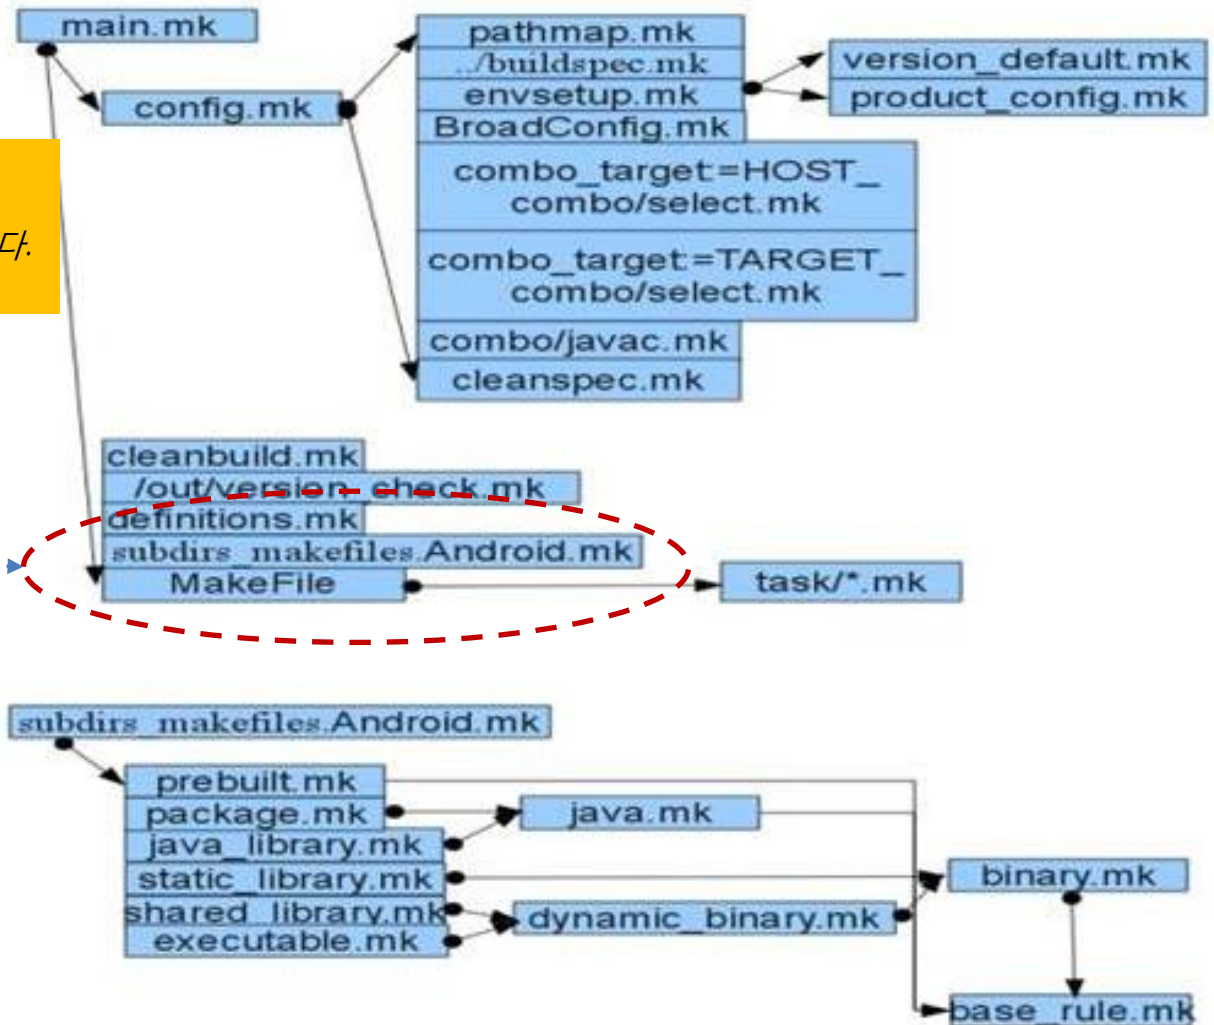 main.mk
config.mk
pathmap.mk
../buildspec.mk
envsetup.mk
BroadConfig.mk
combo_target:=HOST_
combo/select.mk
combo_target:=TARGET_
combo/select.mk
combo/javac.mk
cleanspec.mk
version_default.mk
product_config.mk
다.
cleanbuild.mk
/out/version_check.mk
definitions.mk
subdirs_makefiles.Android.mk
MakeFile
task/*.mk
subdirs_makefiles.Android.mk
prebuilt.mk
package.mk
java_library.mk
static_library.mk
shared_library.mk
executable.mk
java.mk
dynamic_binary.mk
binary.mk
base_rule.mk